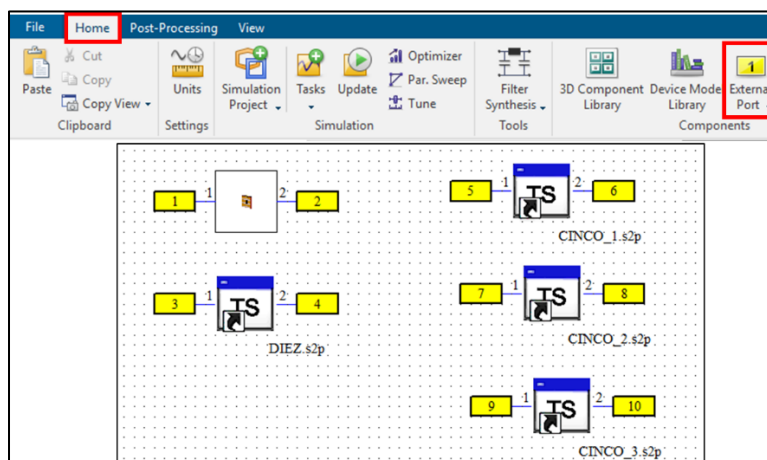 File Home Post-Processing View
Paste
Cut
Copy
Copy View
Clipboard
Units
Settings
Simulation
Project
Tasks
Update
Optimizer
Par. Sweep
Tune
Simulation
Filter
Synthesis
Tools
3D Component
Library
Device Mode
Library
1
Externa
Port
Components
1 1 2 2
5 1 TS 2 6
CINCO_1.s2p
3 1 TS 2 4
DIEZ.s2p
7 1 TS 2 8
CINCO_2.s2p
9 1 TS 2 10
CINCO_3.s2p